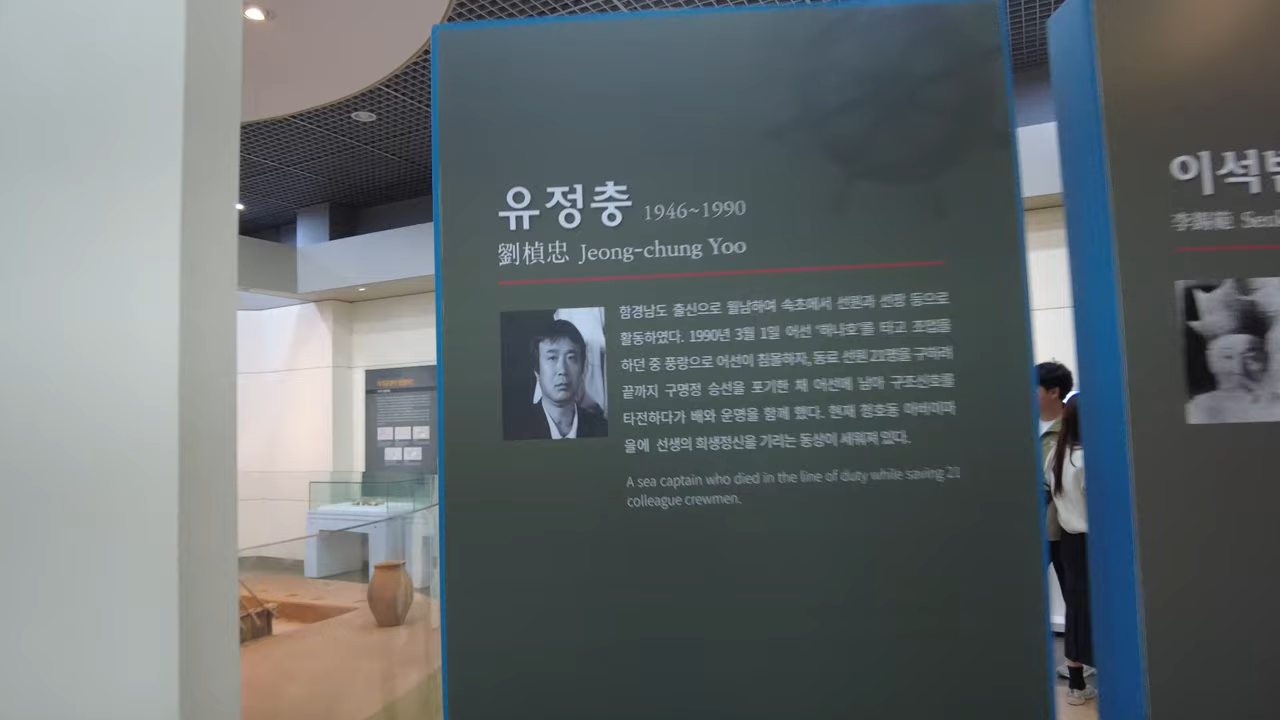 유정충 1946~1990
劉楨忠 Jeong-chung Yoo
함경남도 출신으로 월남하여 속초에서 선원과 선장 등으로
활동하였다. 1990년 3월 1일 어선 '하나호'를 타고 조업을
하던 중 풍랑으로 어선이 침몰하자, 동료 선원 21명을 구하려
끝까지 구명정 승선을 포기한 채 어선에 남아 구조신호를
타전하다가 배와 운명을 함께 했다. 현재 청호동 아바이마
을에 선생의 희생정신을 기리는 동상이 세워져 있다.
A sea captain who died in the line of duty while saving 21
colleague crewmen.
이석